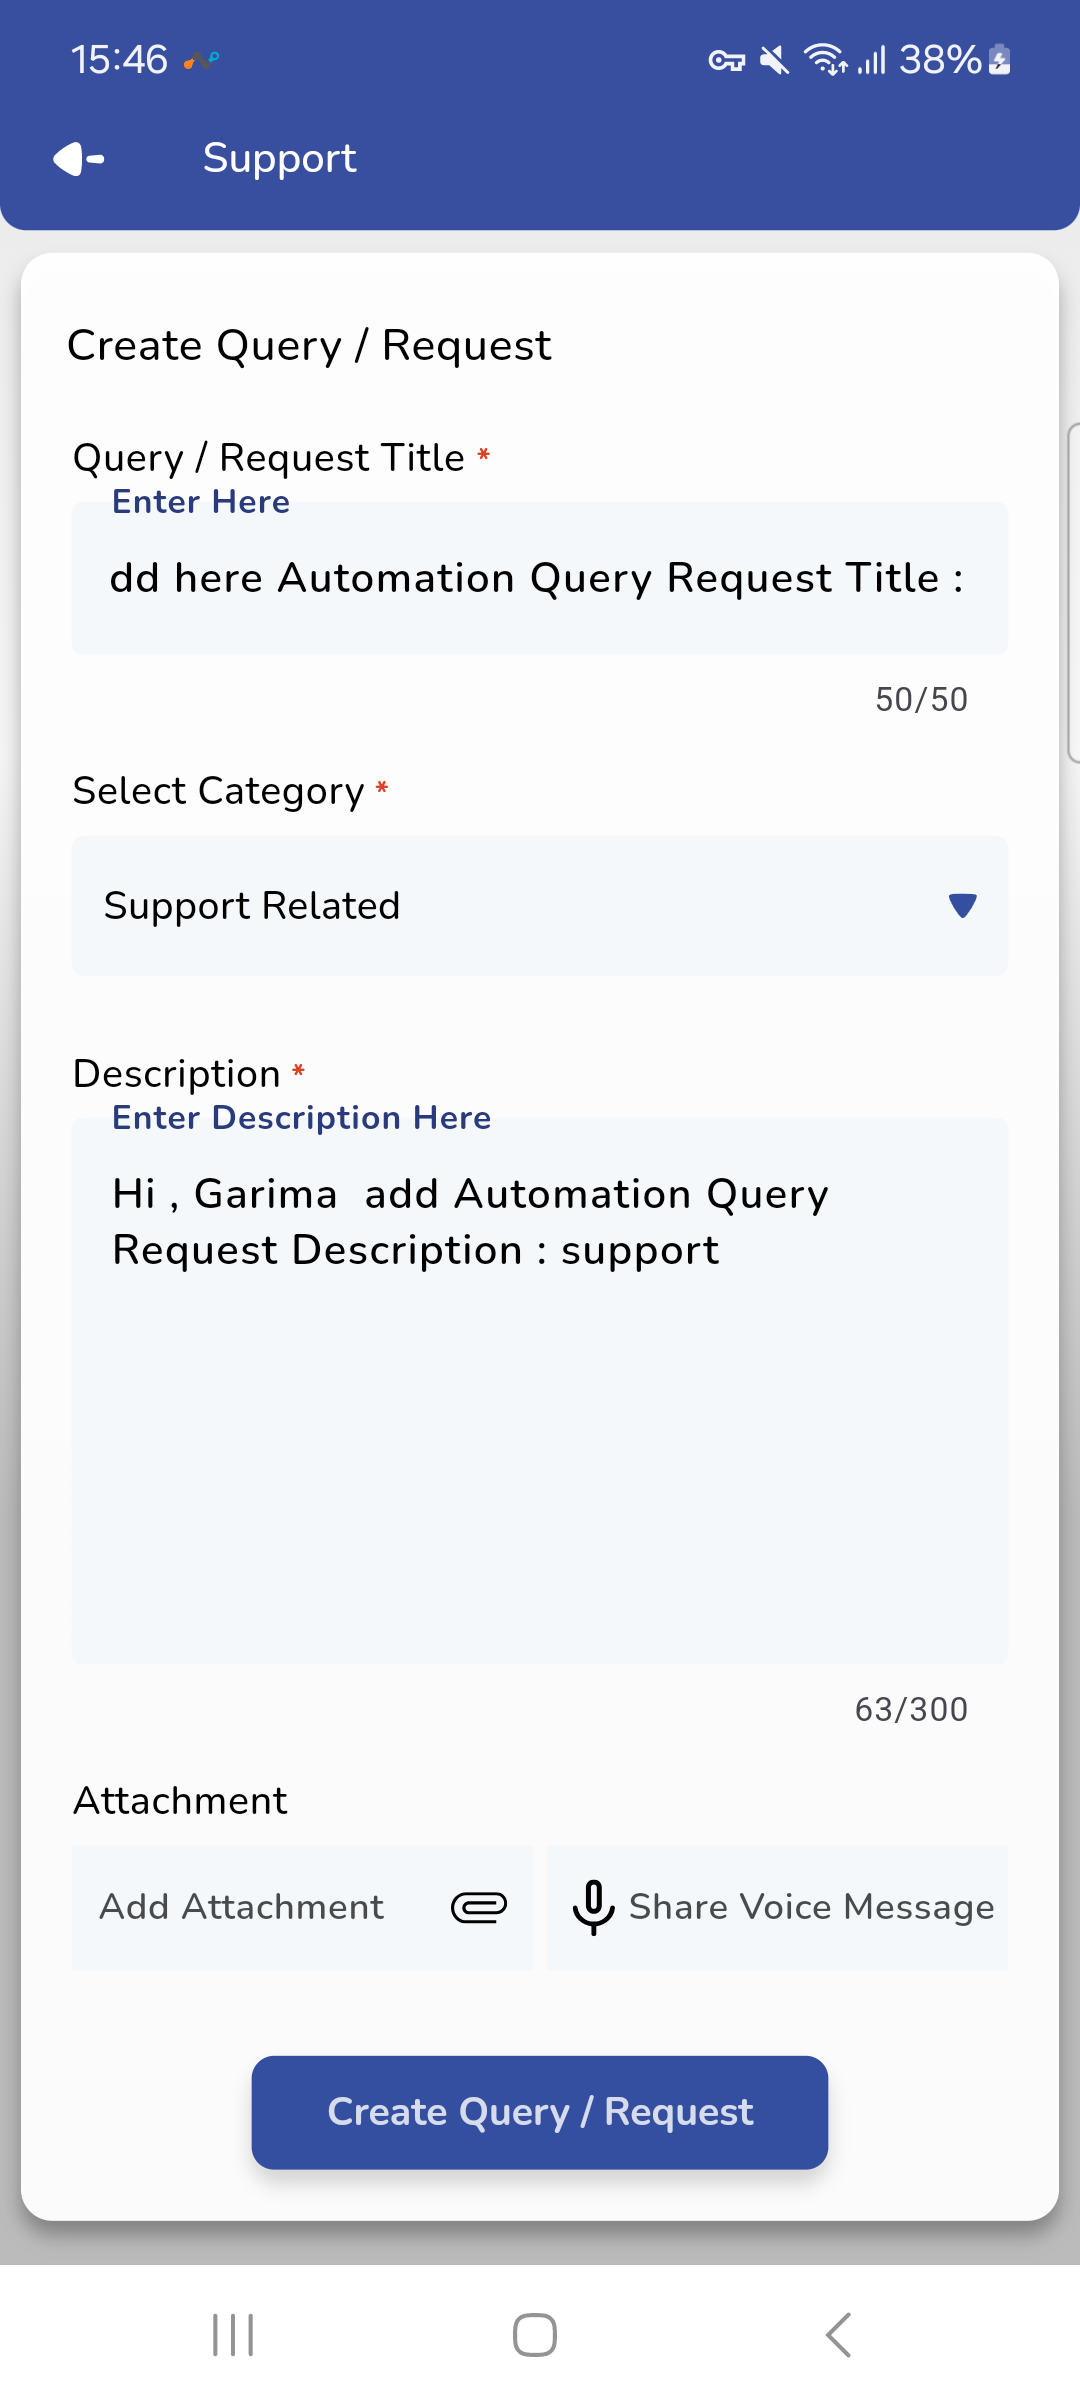 15:46
38%
Support
Create Query / Request
Query / Request Title *
Enter Here
dd here Automation Query Request Title :
50/50
Select Category *
Support Related
Description *
Enter Description Here
Hi , Garima  add Automation Query
Request Description : support
63/300
Attachment
Add Attachment
Share Voice Message
Create Query / Request